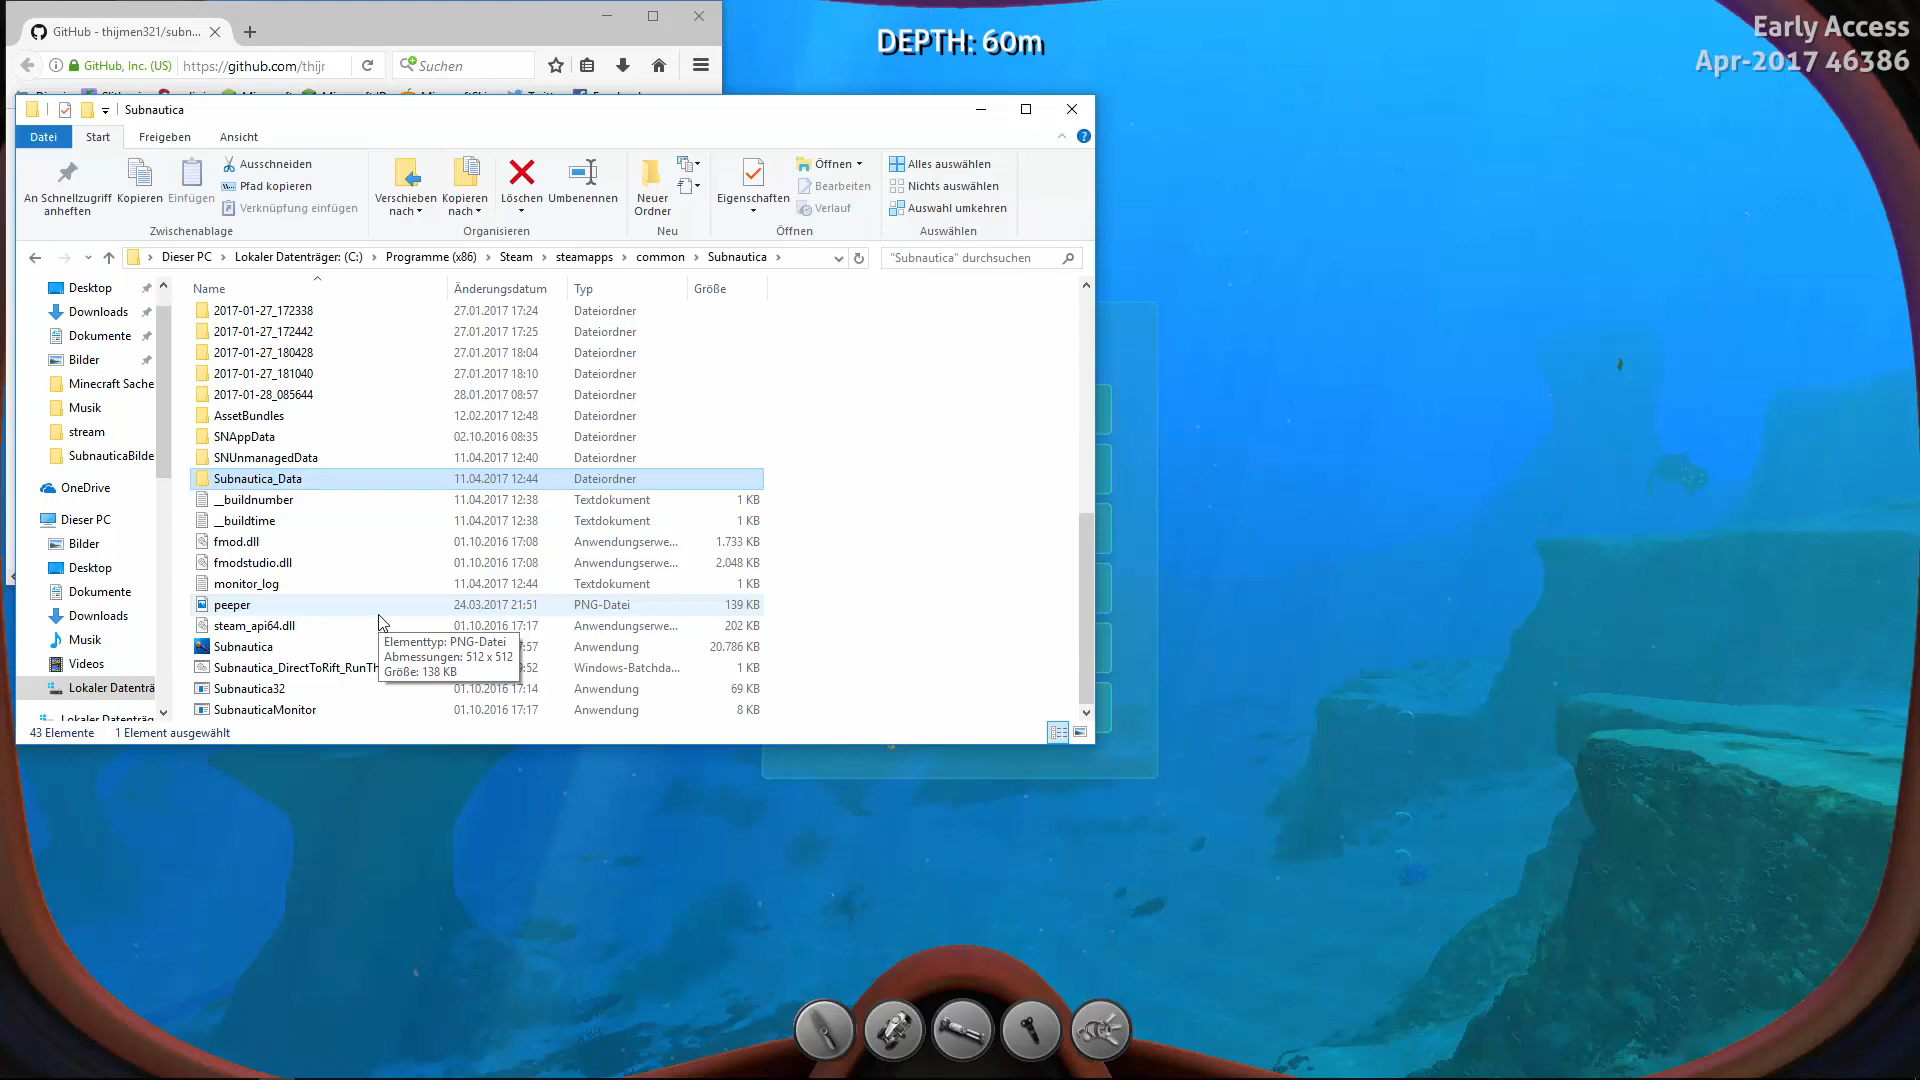 GitHub - thijmen321/subn...
GitHub, Inc. (US)
https://github.com/thijr
Suchen
DEPTH: 60m
Early Access
Apr-2017 46386
Subnautica
Datei
Start
Freigeben
Ansicht
An Schnellzugriff
anheften
Kopieren
Einfügen
Ausschneiden
Pfad kopieren
Verknüpfung einfügen
Zwischenablage
Verschieben
nach
Kopieren
nach
Löschen
Umbenennen
Organisieren
Neuer
Ordner
Neu
Eigenschaften
Öffnen
Bearbeiten
Verlauf
Öffnen
Alles auswählen
Nichts auswählen
Auswahl umkehren
Auswählen
Dieser PC
Lokaler Datenträger: (C:)
Programme (x86)
Steam
steamapps
common
Subnautica
"Subnautica" durchsuchen
Desktop
Downloads
Dokumente
Bilder
Minecraft Sache
Musik
stream
SubnauticaBilde
OneDrive
Dieser PC
Bilder
Desktop
Dokumente
Downloads
Musik
Videos
Lokaler Datenträ
Lokaler Datenträg
Name Änderungsdatum Typ Größe
2017-01-27_172338 27.01.2017 17:24 Dateiordner
2017-01-27_172442 27.01.2017 17:25 Dateiordner
2017-01-27_180428 27.01.2017 18:04 Dateiordner
2017-01-27_181040 27.01.2017 18:10 Dateiordner
2017-01-28_085644 28.01.2017 08:57 Dateiordner
AssetBundles 12.02.2017 12:48 Dateiordner
SNAppData 02.10.2016 08:35 Dateiordner
SNUnmanagedData 11.04.2017 12:40 Dateiordner
Subnautica_Data 11.04.2017 12:44 Dateiordner
__buildnumber 11.04.2017 12:38 Textdokument 1 KB
__buildtime 11.04.2017 12:38 Textdokument 1 KB
fmod.dll 01.10.2016 17:08 Anwendungserwe... 1.733 KB
fmodstudio.dll 01.10.2016 17:08 Anwendungserwe... 2.048 KB
monitor_log 11.04.2017 12:44 Textdokument 1 KB
peeper 24.03.2017 21:51 PNG-Datei 139 KB
steam_api64.dll 01.10.2016 17:17 Anwendungserwe... 202 KB
Subnautica :57 Anwendung 20.786 KB
Subnautica_DirectToRift_RunTh :52 Windows-Batchda... 1 KB
Subnautica32 01.10.2016 17:14 Anwendung 69 KB
SubnauticaMonitor 01.10.2016 17:17 Anwendung 8 KB
Elementtyp: PNG-Datei
Abmessungen: 512 x 512
Größe: 138 KB
43 Elemente
1 Element ausgewählt